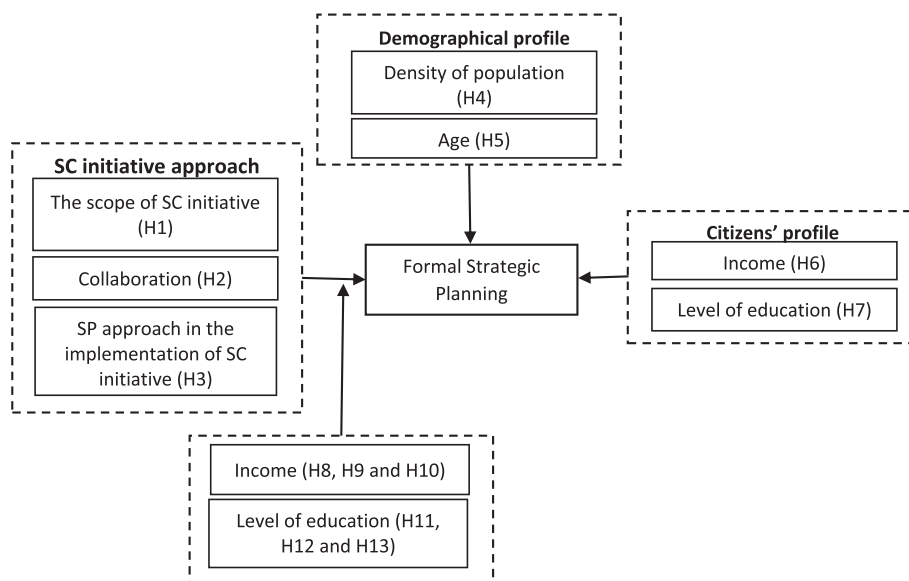 Demographical profile
Density of population
(H4)
Age (H5)
SC initiative approach
The scope of SC initiative
(H1)
Collaboration (H2)
SP approach in the
implementation of SC
initiative (H3)
Formal Strategic
Planning
Citizens’ profile
Income (H6)
Level of education (H7)
Income (H8, H9 and H10)
Level of education (H11,
H12 and H13)